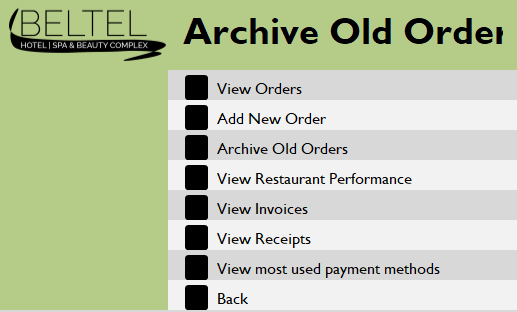 BELTEL
HOTEL | SPA & BEAUTY COMPLEX
Archive Old Order
View Orders
Add New Order
Archive Old Orders
View Restaurant Performance
View Invoices
View Receipts
View most used payment methods
Back